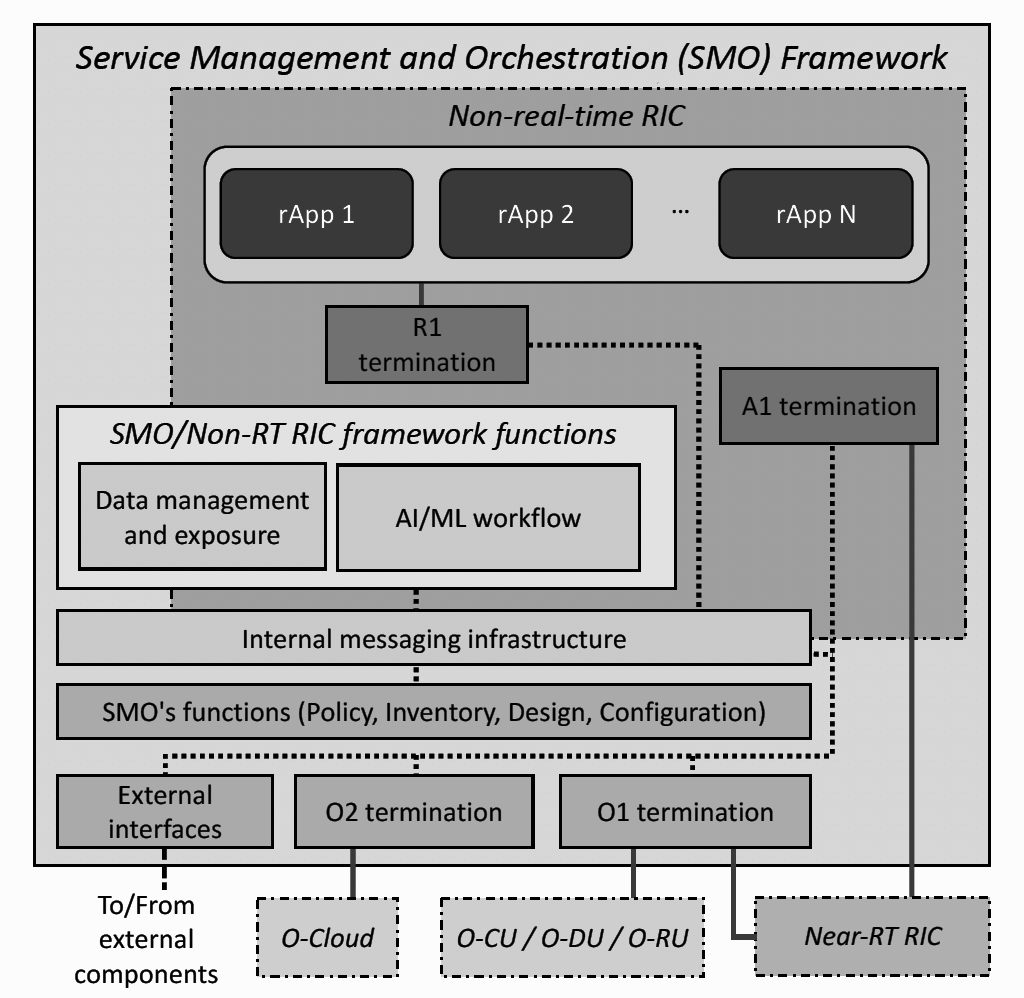 Service Management and Orchestration (SMO) Framework
Non-real-time RIC
rApp 1
rApp 2
...
rApp N
R1
termination
A1 termination
SMO/Non-RT RIC framework functions
Data management
and exposure
AI/ML workflow
Internal messaging infrastructure
SMO's functions (Policy, Inventory, Design, Configuration)
External
interfaces
O2 termination
O1 termination
To/From
external
components
O-Cloud
O-CU / O-DU / O-RU
Near-RT RIC